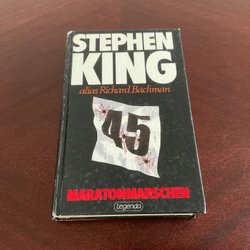 STEPHEN
KING
alias Richard Bachman
45
MARATONMARSCHEN
Legenda